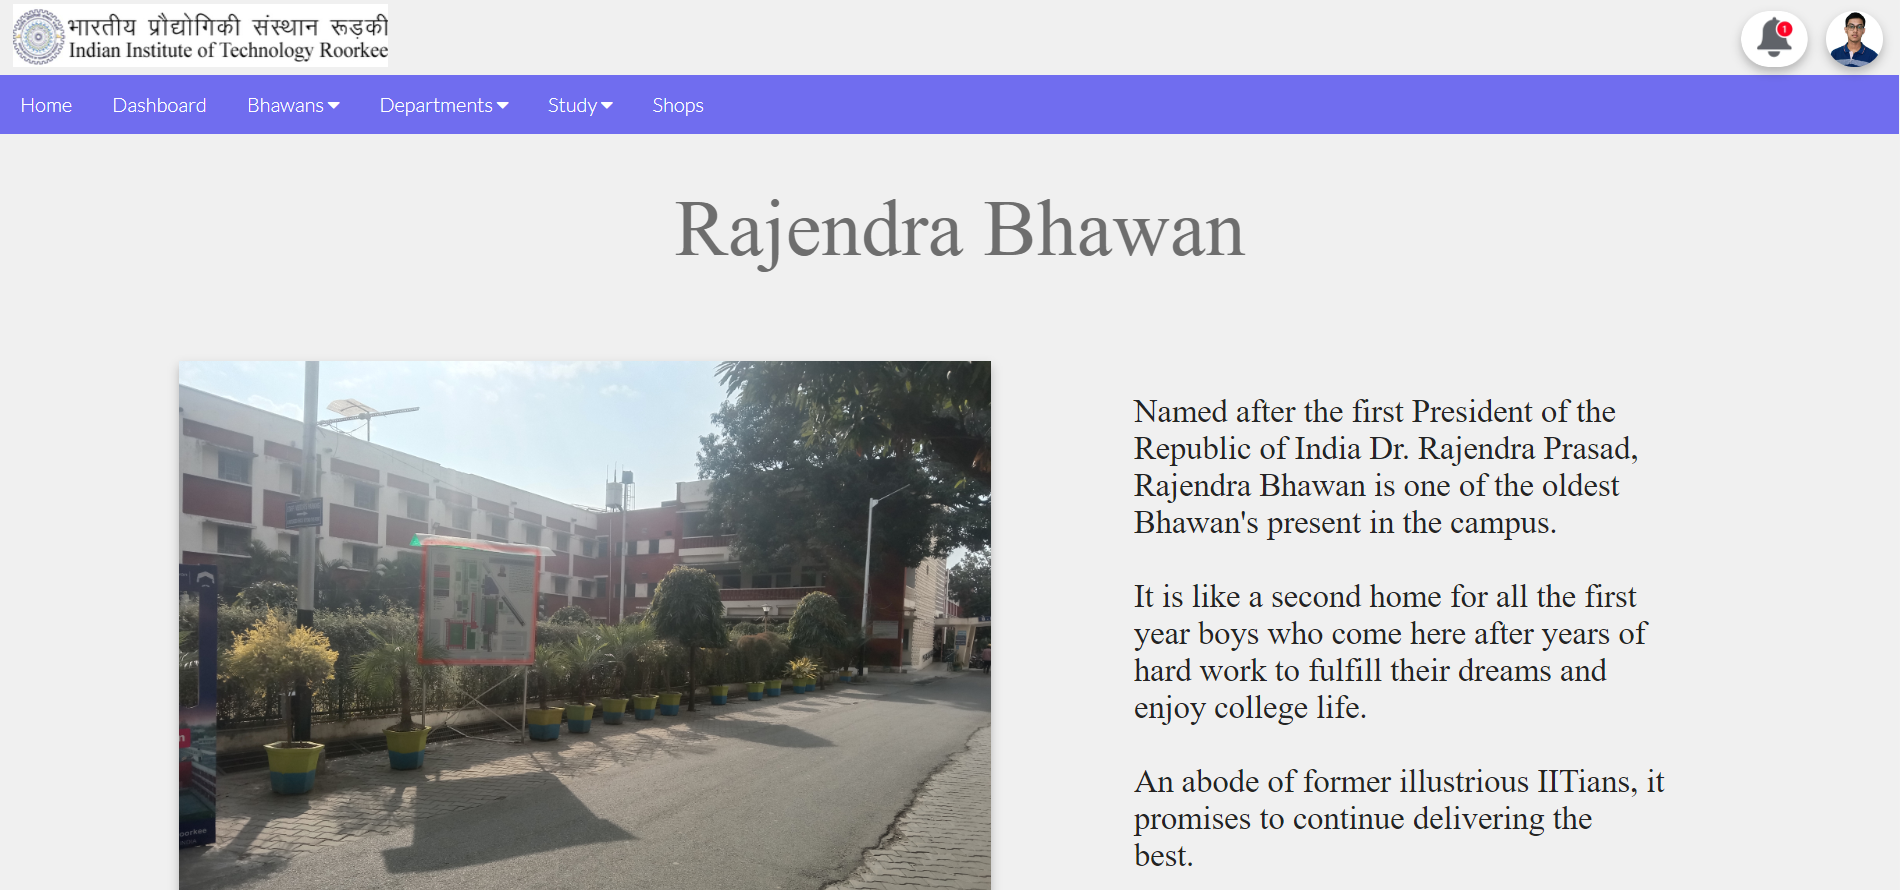 भारतीय प्रौद्योगिकी संस्थान रूड़की
Indian Institute of Technology Roorkee
1
Home Dashboard Bhawans Departments Study Shops
Rajendra Bhawan
Named after the first President of the
Republic of India Dr. Rajendra Prasad,
Rajendra Bhawan is one of the oldest
Bhawan's present in the campus.
It is like a second home for all the first
year boys who come here after years of
hard work to fulfill their dreams and
enjoy college life.
An abode of former illustrious IITians, it
promises to continue delivering the
best.